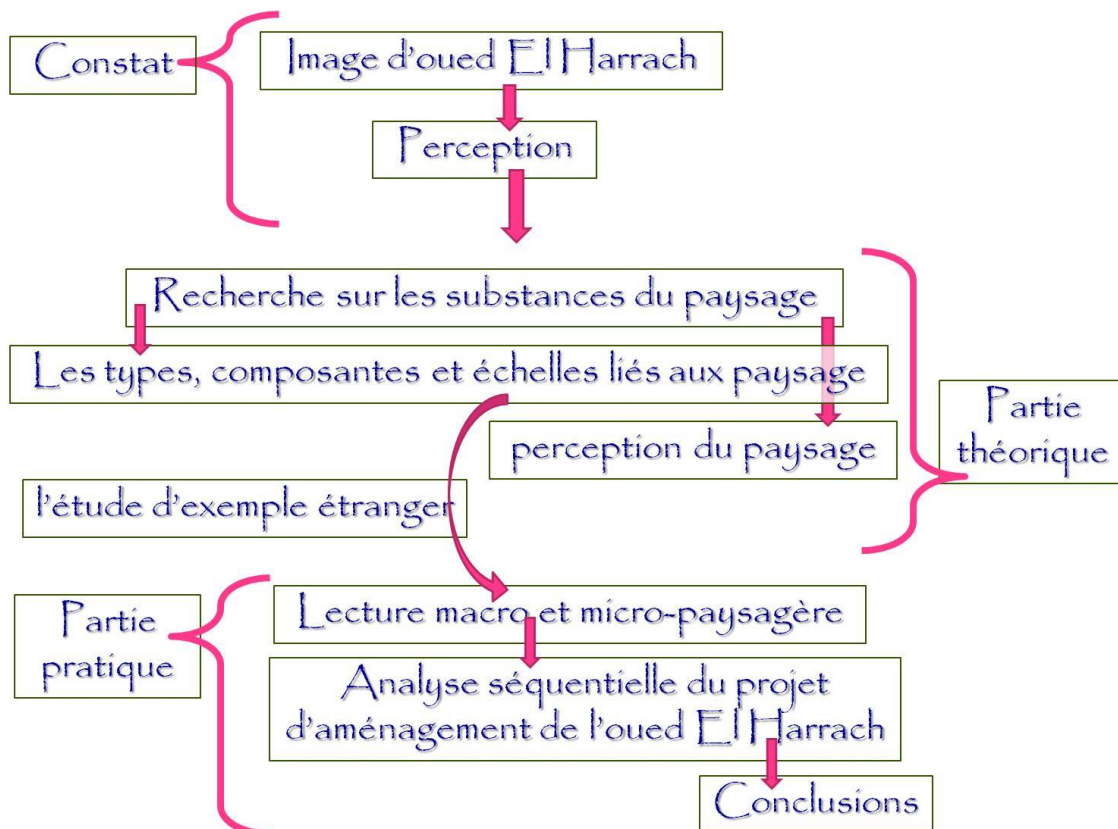 Constat
Image d'oued El Harrach
Perception
Recherche sur les substances du paysage
Les types, composantes et échelles liés aux paysage
perception du paysage
Partie
théorique
l'étude d'exemple étranger
Partie
pratique
Lecture macro et micro-paysagère
Analyse séquentielle du projet
d'aménagement de l'oued El Harrach
Conclusions